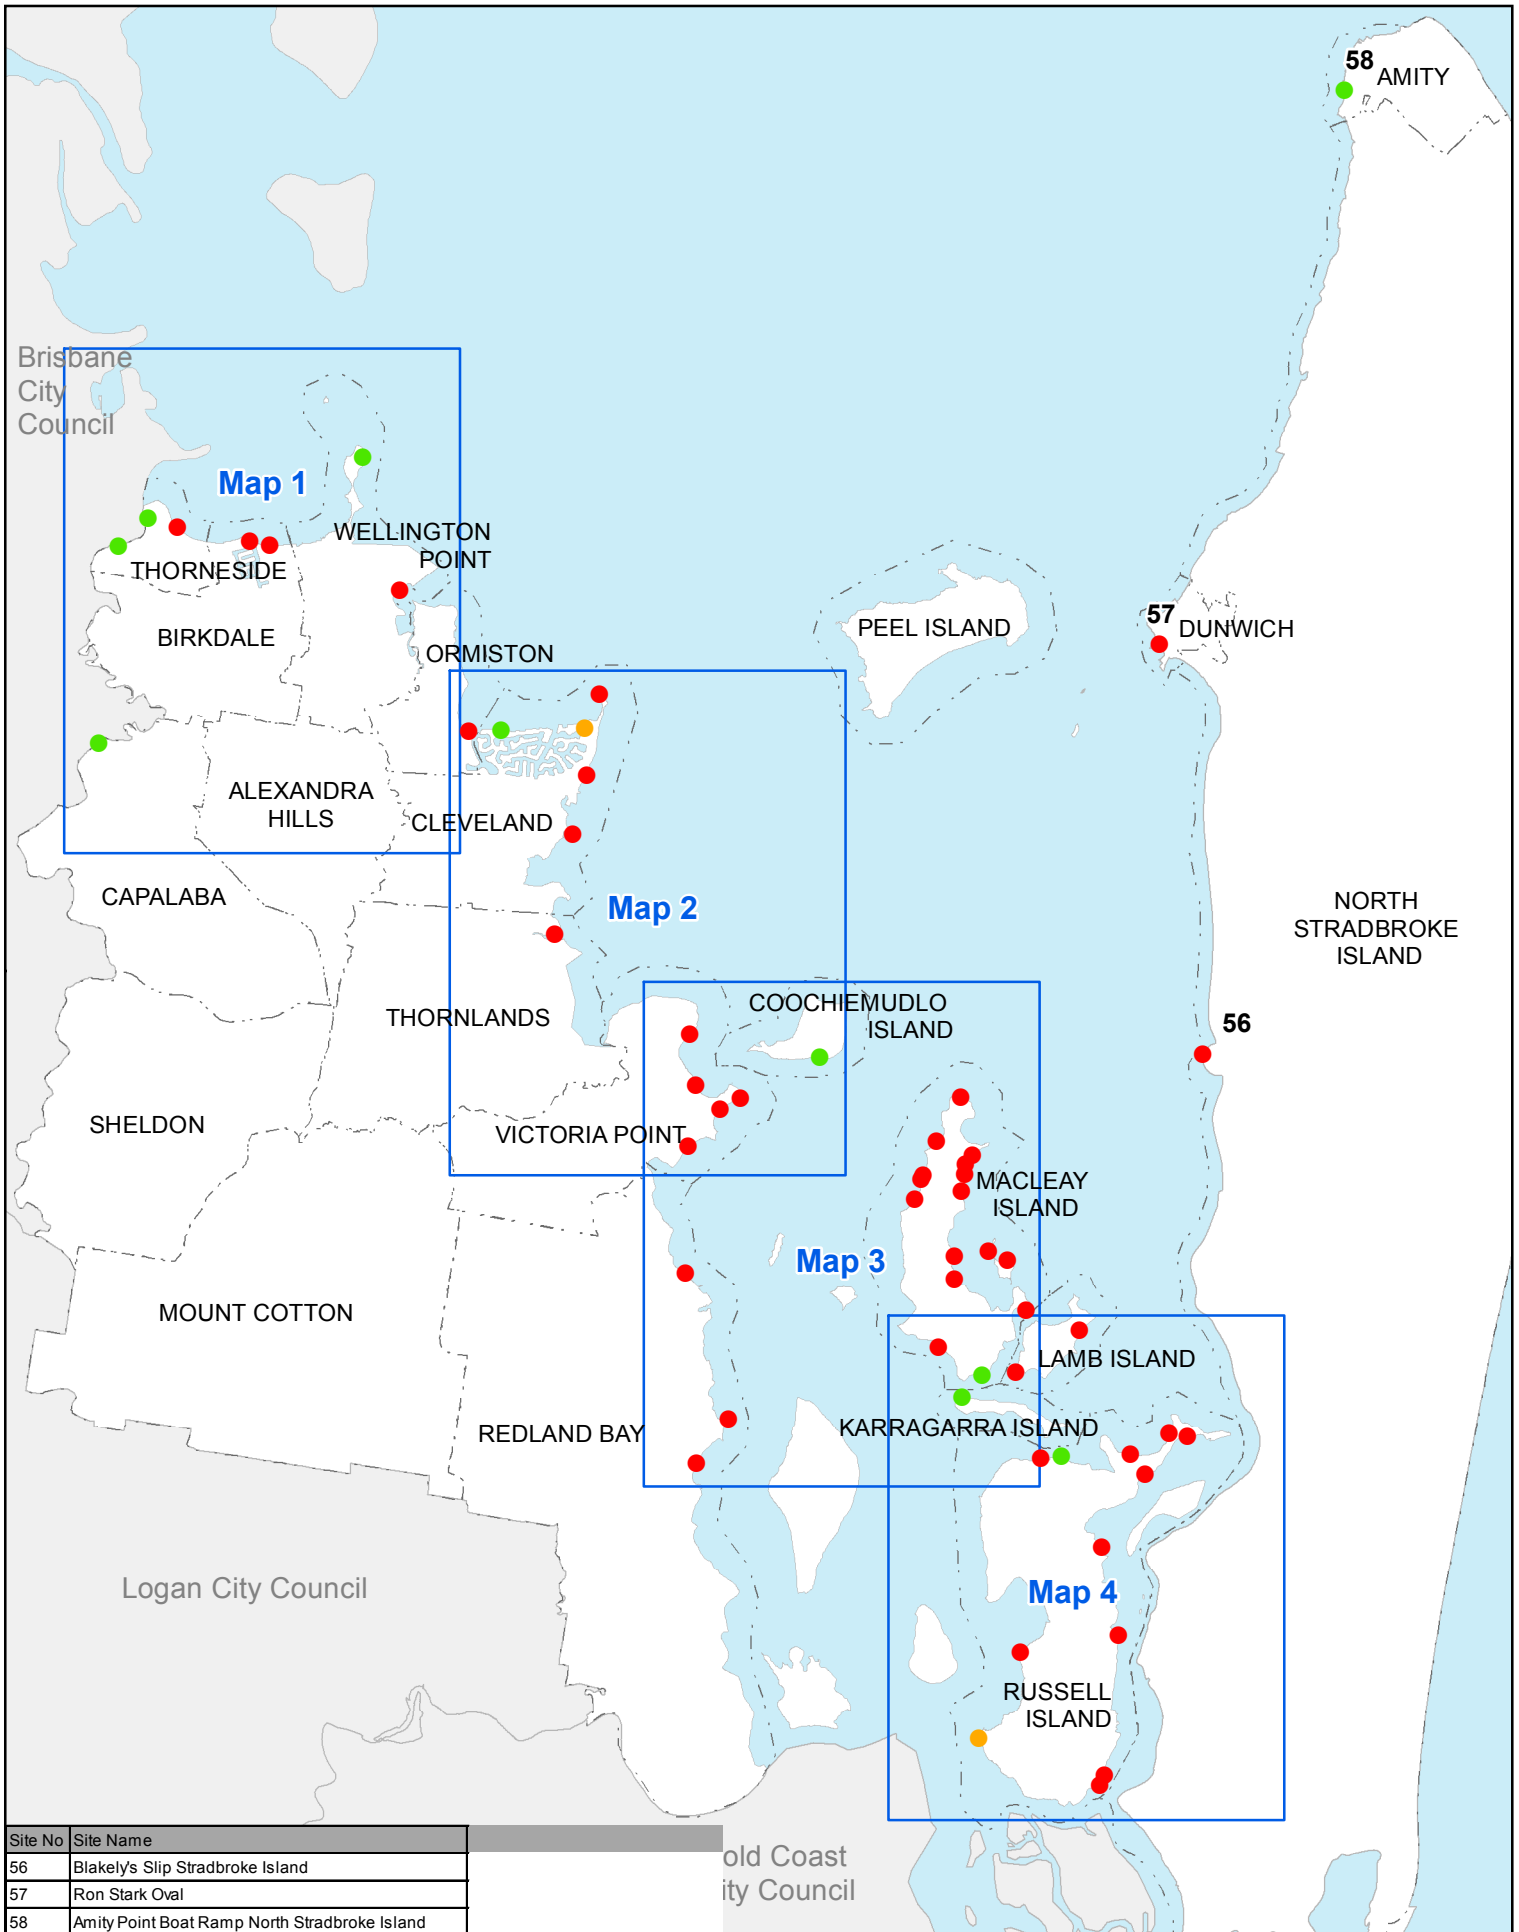 58
AMITY
Brisbane
City
Council
Map 1
WELLINGTON
POINT
THORNESIDE
BIRKDALE
ORMISTON
PEEL ISLAND
57
DUNWICH
ALEXANDRA
HILLS
CLEVELAND
CAPALABA
Map 2
NORTH
STRADBROKE
ISLAND
THORNLANDS
COOCHIEMUDLO
ISLAND
56
SHELDON
VICTORIA POINT
MACLEAY
ISLAND
Map 3
MOUNT COTTON
LAMB ISLAND
REDLAND BAY
KARRAGARRA ISLAND
Logan City Council
Map 4
RUSSELL
ISLAND
old Coast
ity Council
Site No Site Name
56 Blakely's Slip Stradbroke Island
57 Ron Stark Oval
58 Amity Point Boat Ramp North Stradbroke Island